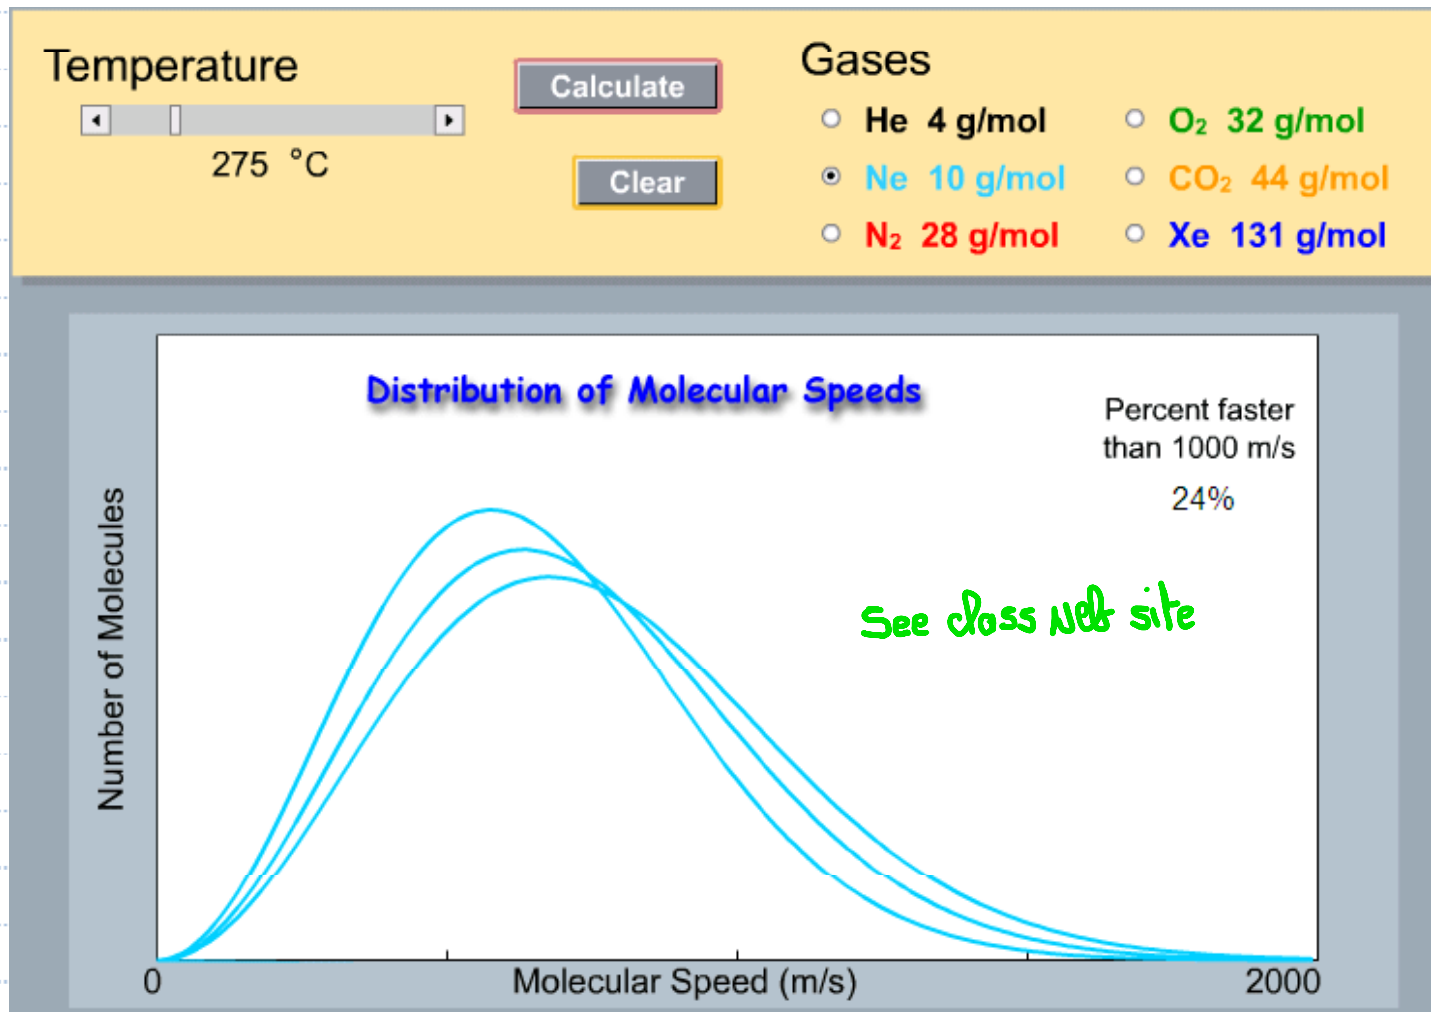 Temperature
275 °C
Calculate
Clear
Gases
He 4 g/mol
O₂ 32 g/mol
Ne 10 g/mol
CO₂ 44 g/mol
N₂ 28 g/mol
Xe 131 g/mol
Distribution of Molecular Speeds
Percent faster
than 1000 m/s
24%
See class web site
Number of Molecules
0
Molecular Speed (m/s)
2000